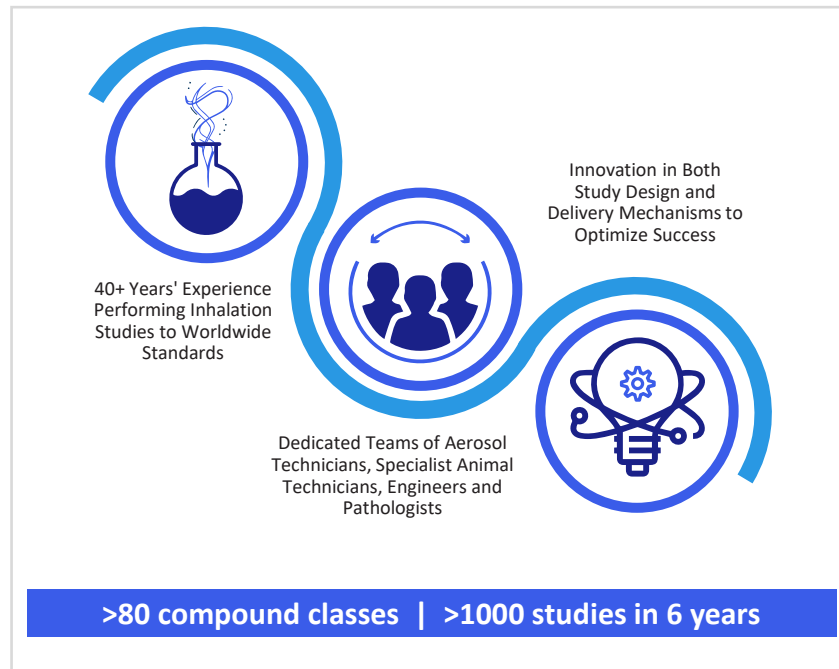 40+ Years' Experience
Performing Inhalation
Studies to Worldwide
Standards
Dedicated Teams of Aerosol
Technicians, Specialist Animal
Technicians, Engineers and
Pathologists
Innovation in Both
Study Design and
Delivery Mechanisms to
Optimize Success
>80 compound classes | >1000 studies in 6 years